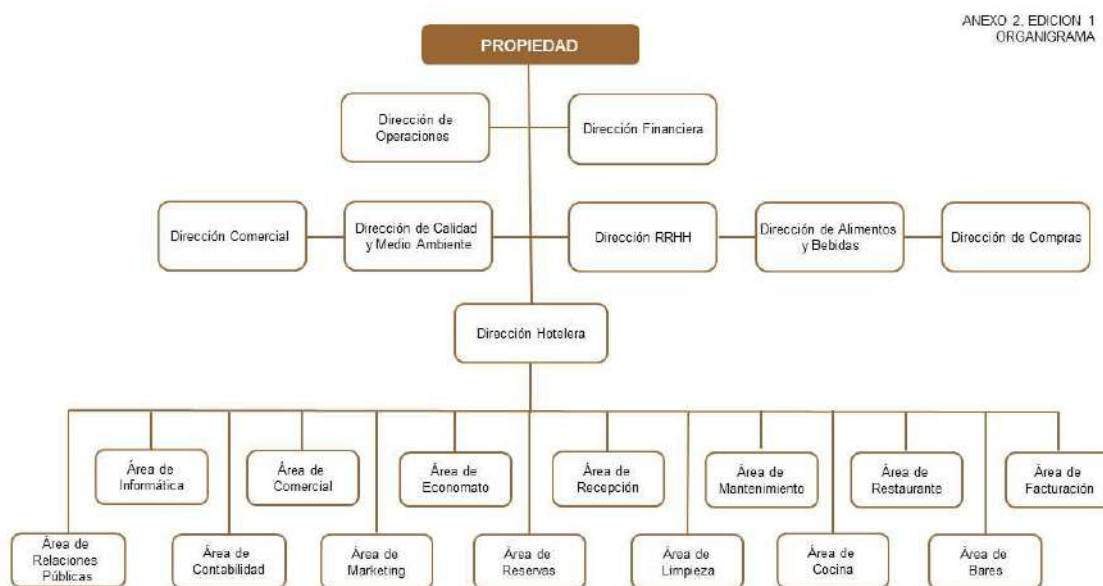 ANEXO 2, EDICION 1
ORGANIGRAMA
PROPIEDAD
Dirección de
Operaciones
Dirección Financiera
Dirección Comercial
Dirección de Calidad
y Medio Ambiente
Dirección RRHH
Dirección de Alimentos
y Bebidas
Dirección de Compras
Dirección Hotelera
Área de
Informática
Área de
Comercial
Área de
Economato
Área de
Recepción
Área de
Mantenimiento
Área de
Restaurante
Área de
Facturación
Área de
Relaciones
Públicas
Área de
Contabilidad
Área de
Marketing
Área de
Reservas
Área de
Limpieza
Área de
Cocina
Área de
Bares